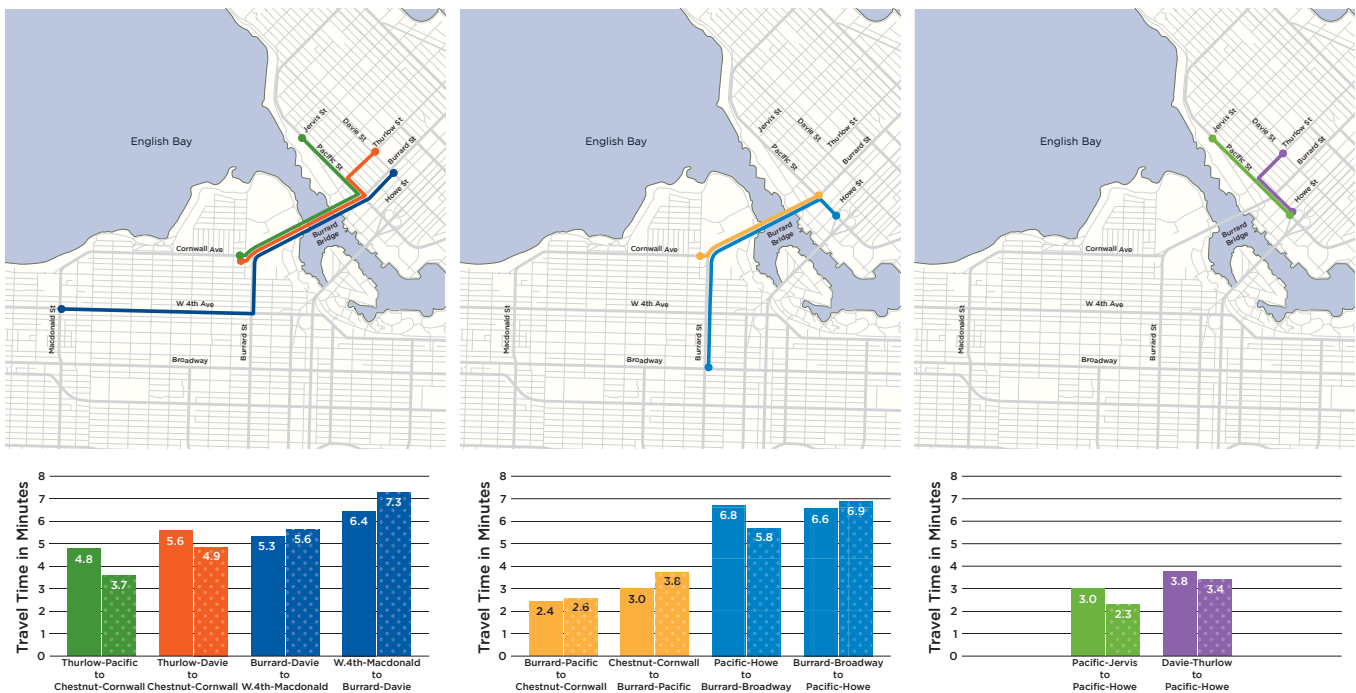 Jervis St
Davie St
Thurlow St
Burrard St
Pacific St
Howe St
English Bay
Burrard
Bridge
Cornwall Ave
W 4th Ave
Macdonald St
Burrard St
Broadway
Jervis St
Davie St
Thurlow St
Burrard St
Pacific St
Howe St
English Bay
Burrard
Bridge
Cornwall Ave
W 4th Ave
Macdonald St
Burrard St
Broadway
Jervis St
Davie St
Thurlow St
Burrard St
Pacific St
Howe St
English Bay
Burrard
Bridge
Cornwall Ave
W 4th Ave
Macdonald St
Burrard St
Broadway
Travel Time in Minutes
8
7
6
5
4
3
2
1
0
4.8
3.7
5.6
4.9
5.3
5.6
6.4
7.3
Thurlow-Pacific
to
Chestnut-Cornwall
Thurlow-Davie
to
Chestnut-Cornwall
Burrard-Davie
to
W.4th-Macdonald
W.4th-Macdonald
to
Burrard-Davie
Travel Time in Minutes
8
7
6
5
4
3
2
1
0
2.4
2.6
3.0
3.8
6.8
5.8
6.6
6.9
Burrard-Pacific
to
Chestnut-Cornwall
Chestnut-Cornwall
to
Burrard-Pacific
Pacific-Howe
to
Burrard-Broadway
Burrard-Broadway
to
Pacific-Howe
Travel Time in Minutes
8
7
6
5
4
3
2
1
0
3.0
2.3
3.8
3.4
Pacific-Jervis
to
Pacific-Howe
Davie-Thurlow
to
Pacific-Howe